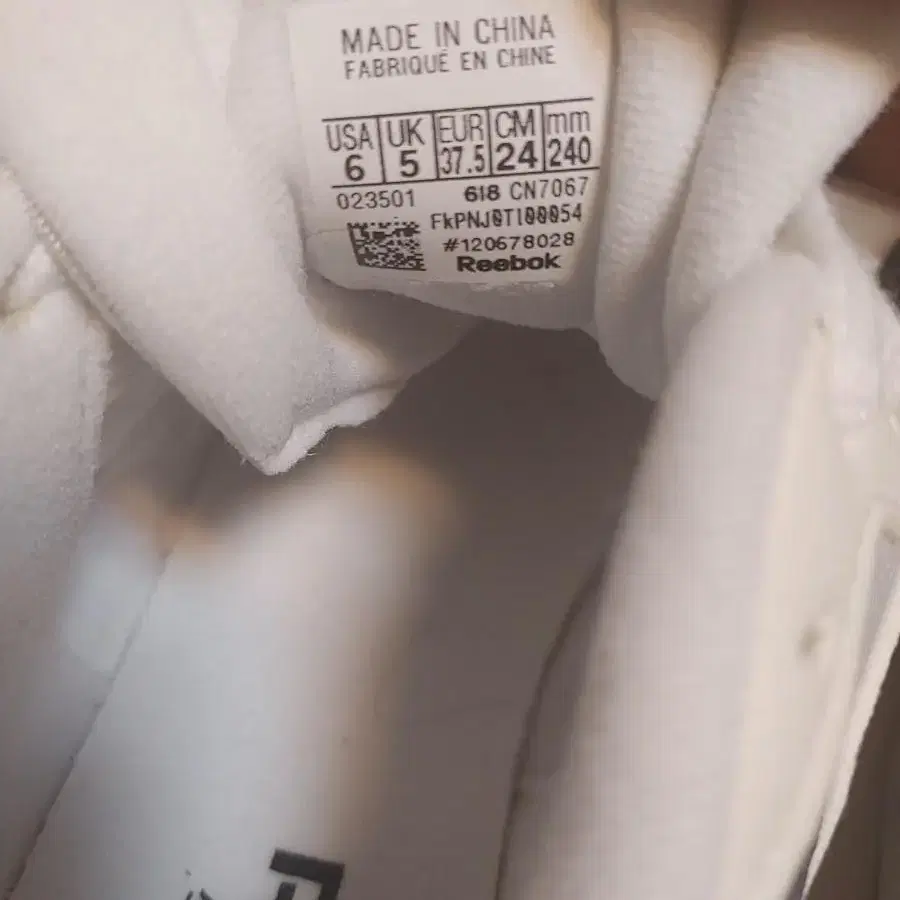 MADE IN CHINA
FABRIQUÉ EN CHINE
USA UK EUR CM mm
6 5 37.5 24 240
023501 618 CN7067
FkPNJ0T100054
#120678028
Reebok